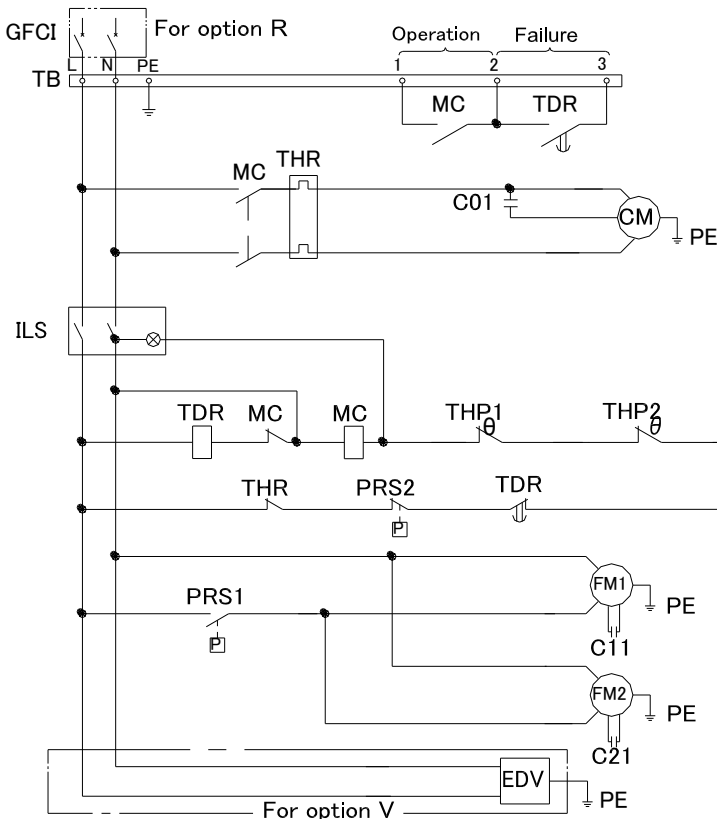 GFCI For option R
L N PE
TB
Operation Failure
1 2 3
MC TDR
MC THR
C01 CM PE
ILS
TDR MC MC THP1 THP2
θ θ
THR PRS2 TDR
P
FM1 PE
PRS1 C11
P
FM2 PE
C21
EDV PE
For option V